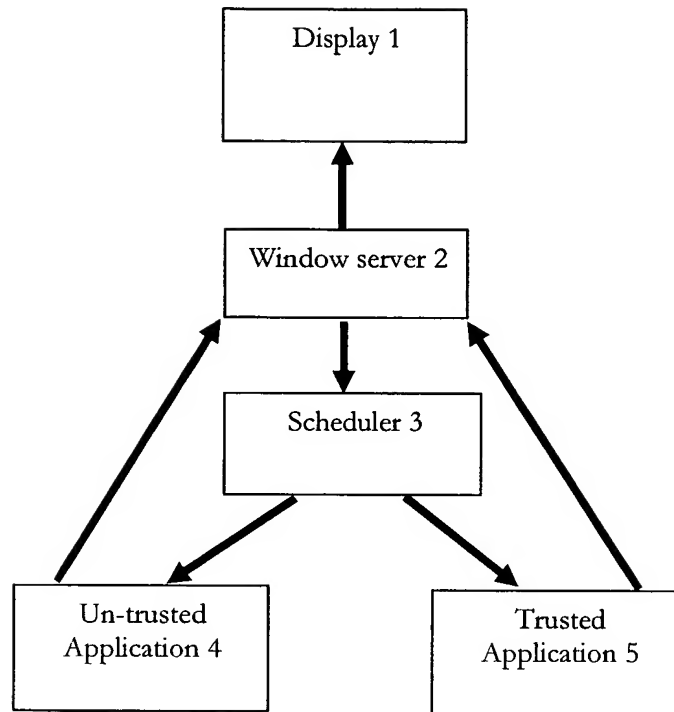 Display 1
Window server 2
Scheduler 3
Un-trusted
Application 4
Trusted
Application 5